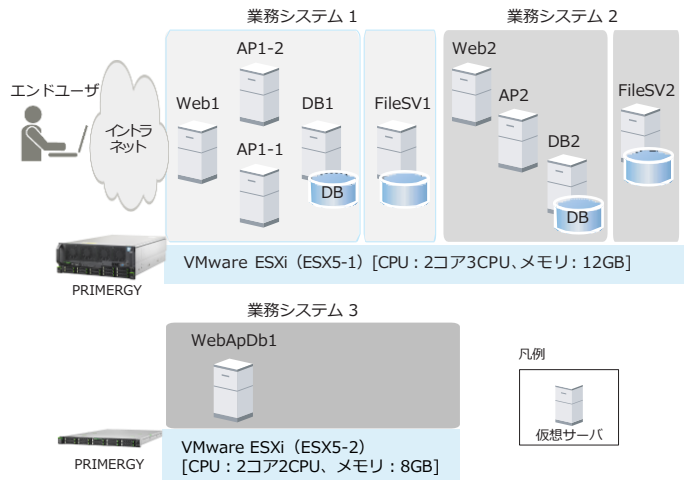 業務システム 1
業務システム 2
エンドユーザ
イントラ
ネット
Web1
AP1-2
AP1-1
DB1
DB
FileSV1
Web2
AP2
DB2
DB
FileSV2
PRIMERGY
VMware ESXi（ESX5-1）[CPU：2コア3CPU、メモリ：12GB]
業務システム 3
WebApDb1
PRIMERGY
VMware ESXi（ESX5-2）
[CPU：2コア2CPU、メモリ：8GB]
凡例
仮想サーバ